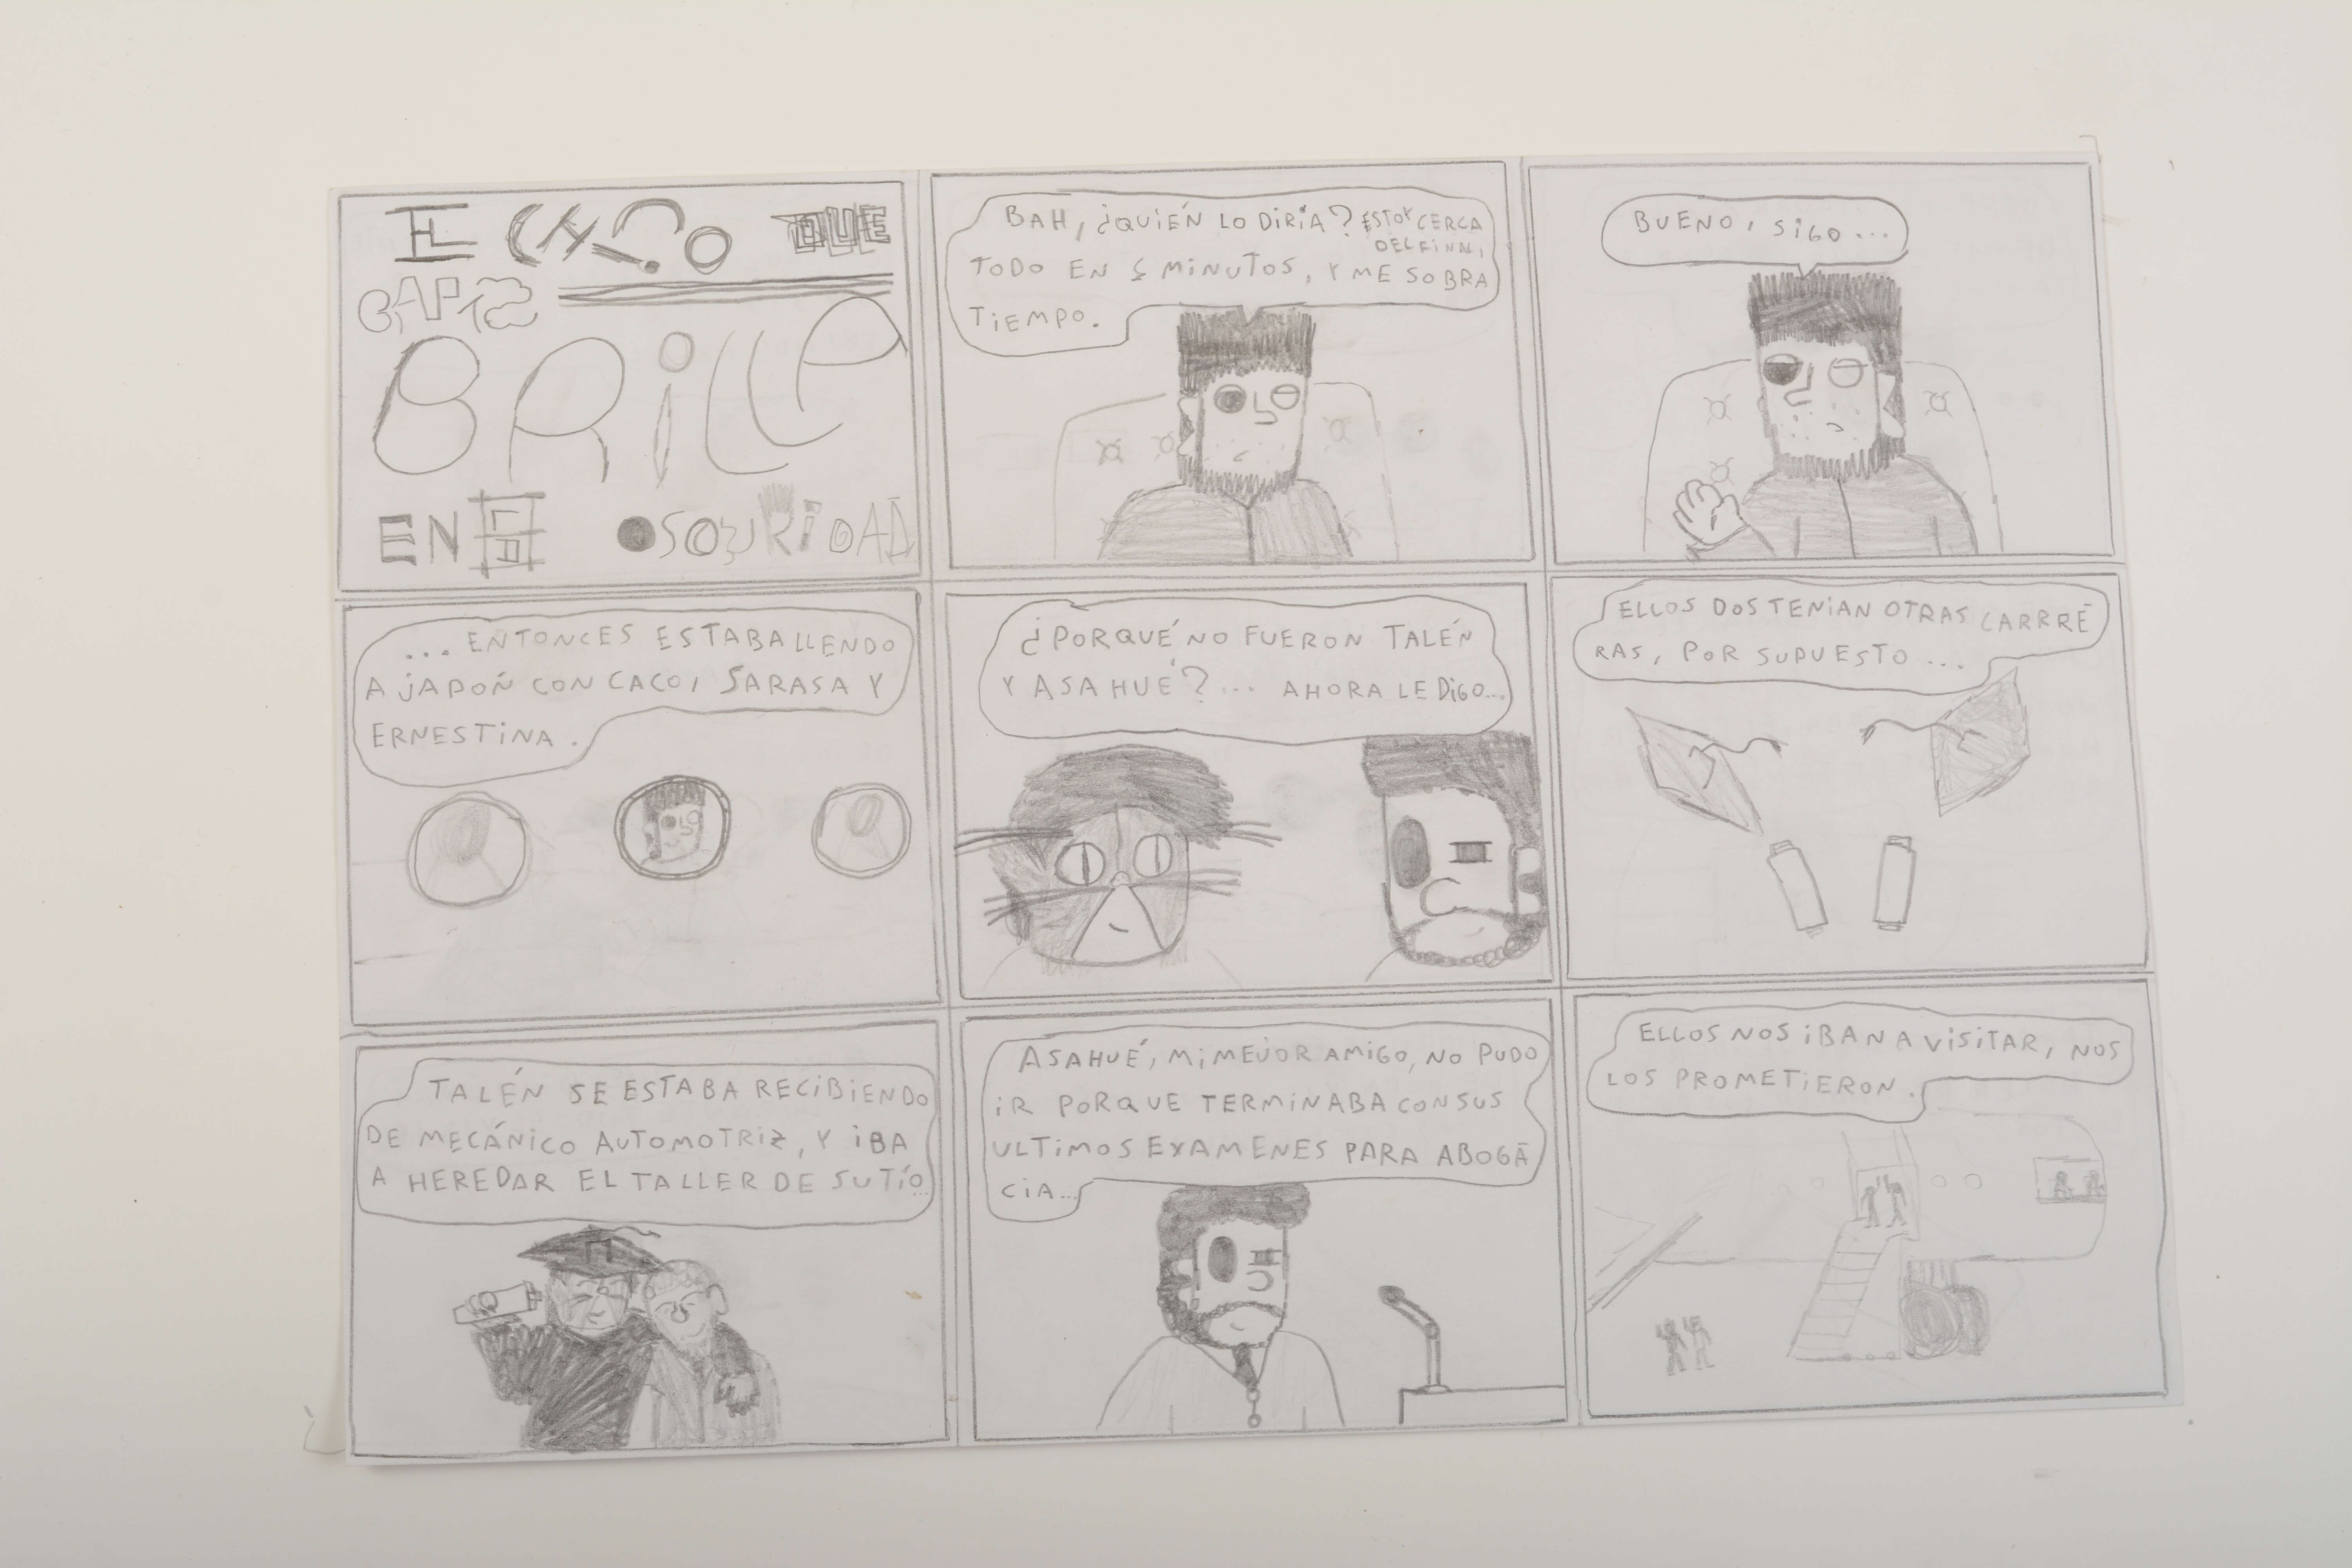 EL CHICO QUE
CAP 12
BRILLA
EN LA OSCURIDAD
BAH, ¿QUIÉN LO DIRÍA? ESTOY CERCA
DEL FINAL,
TODO EN 5 MINUTOS, Y ME SOBRA
TIEMPO.
BUENO, SIGO...
... ENTONCES ESTABA LLENDO
A JAPÓN CON CACO, SARASA Y
ERNESTINA.
¿PORQUÉ NO FUERON TALÉN
Y ASAHUÉ?... AHORA LE DIGO...
ELLOS DOS TENIAN OTRAS CARRRE-
RAS, POR SUPUESTO...
TALÉN SE ESTABA RECIBIENDO
DE MECÁNICO AUTOMOTRIZ, Y IBA
A HEREDAR EL TALLER DE SU TÍO...
ASAHUÉ, MI MEJOR AMIGO, NO PUDO
IR PORQUE TERMINABA CON SUS
ULTIMOS EXAMENES PARA ABOGA-
CIA...
ELLOS NOS IBAN A VISITAR, NOS
LOS PROMETIERON.